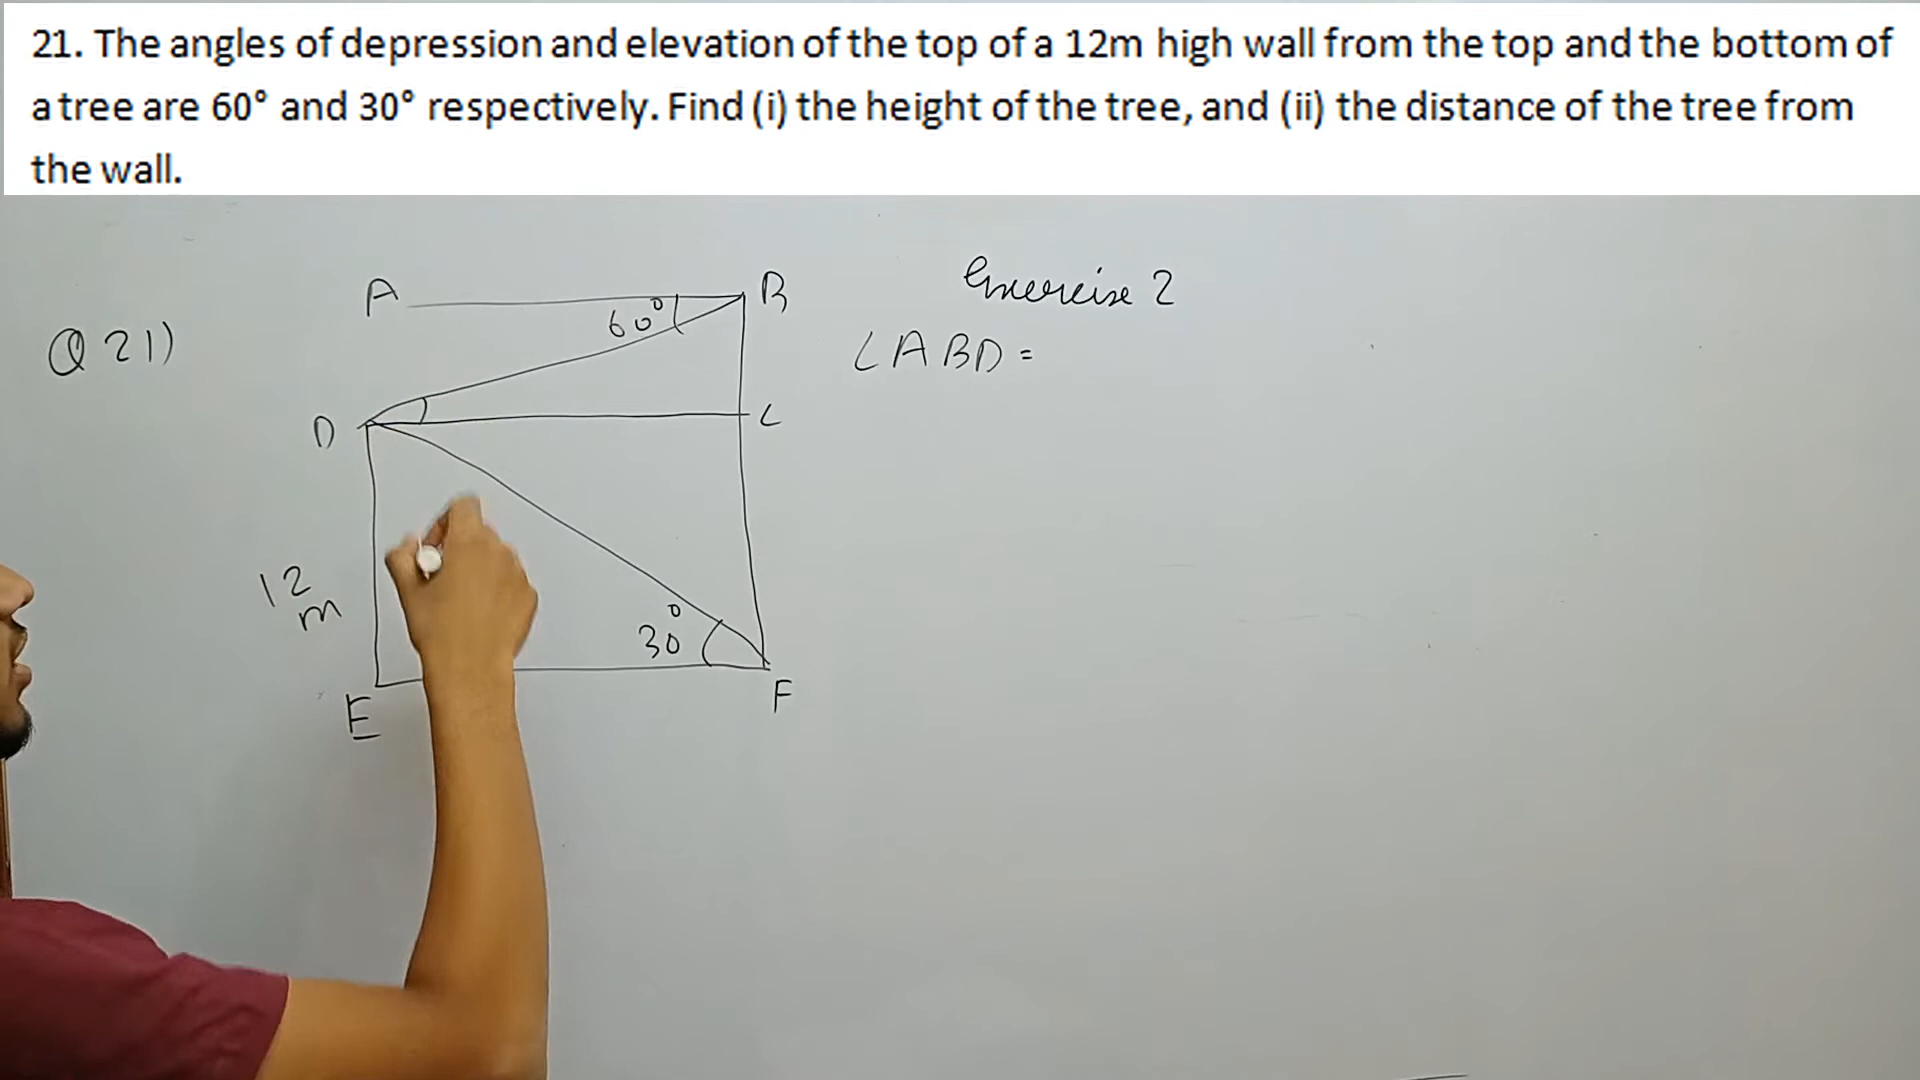 21. The angles of depression and elevation of the top of a 12m high wall from the top and the bottom of
a tree are 60° and 30° respectively. Find (i) the height of the tree, and (ii) the distance of the tree from
the wall.
Exercise 2
A
B
60°
Q 21)
∠ABD =
D
C
12
m
30°
E
F